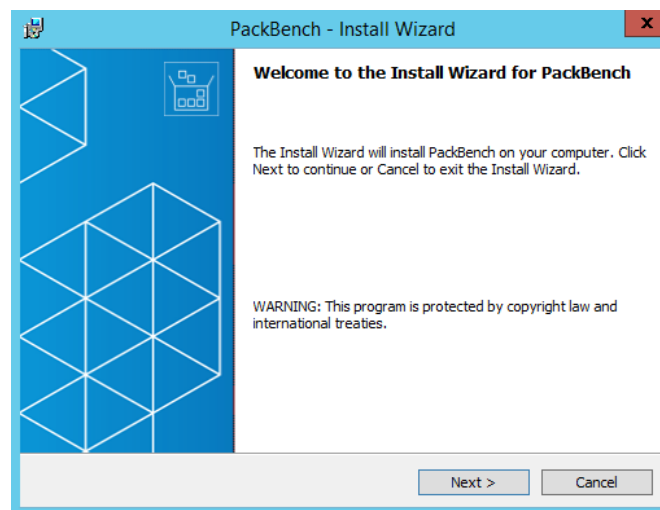 PackBench - Install Wizard
x
Welcome to the Install Wizard for PackBench
The Install Wizard will install PackBench on your computer. Click
Next to continue or Cancel to exit the Install Wizard.
WARNING: This program is protected by copyright law and
international treaties.
Next >
Cancel